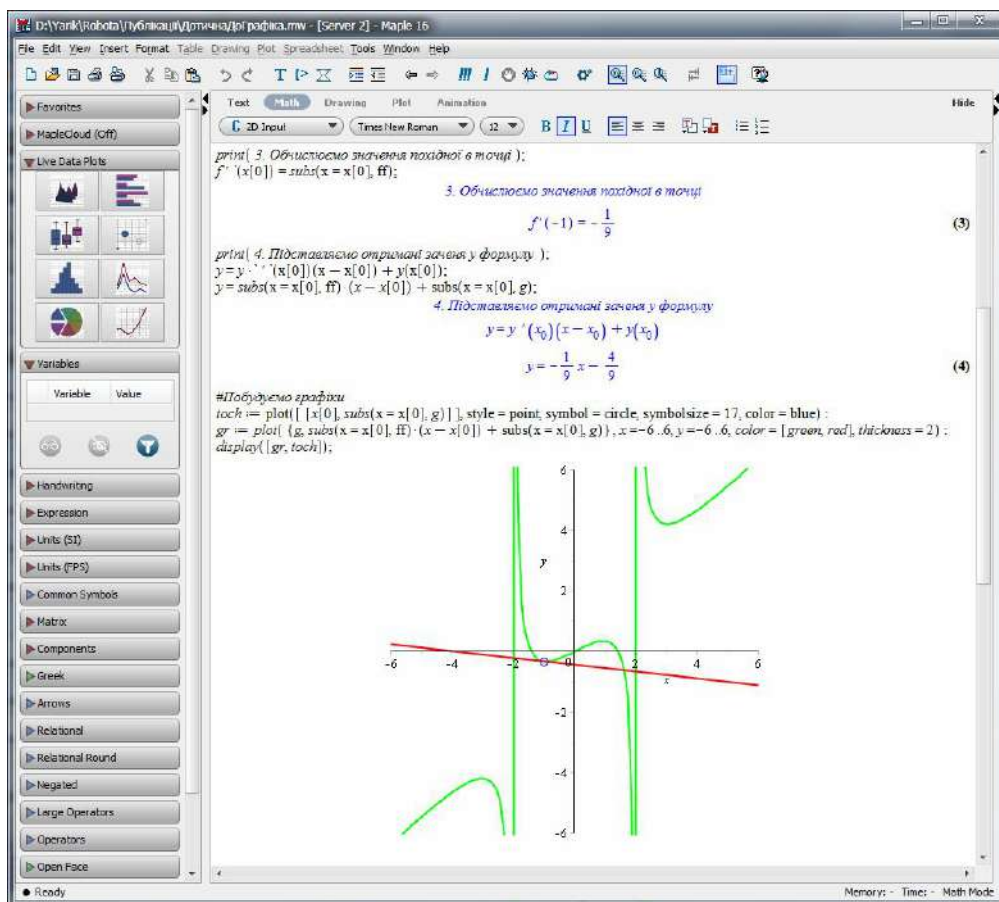 D:\Yarik\Robota\Публікації\ДотичнаДоГрафіка.mw - [Server 2] - Maple 16
File Edit View Insert Format Table Drawing Plot Spreadsheet Tools Window Help
Favorites
MapleCloud (Off)
Live Data Plots
Variables
Variable Value
Handwriting
Expression
Units (SI)
Units (FPS)
Common Symbols
Matrix
Components
Greek
Arrows
Relational
Relational Round
Negated
Large Operators
Operators
Open Face
Ready
Text Math Drawing Plot Animation Hide
C 2D Input Times New Roman 12 B I U
print( 3. Обчислюємо значення похідної в точці );
f ' '(x[0]) = subs(x = x[0], ff);
3. Обчислюємо значення похідної в точці
f '(-1) = -1/9 (3)
print( 4. Підставляємо отримані заченя у формулу );
y = y ·` ' `(x[0])(x − x[0]) + y(x[0]);
y = subs(x = x[0], ff)·(x − x[0]) + subs(x = x[0], g);
4. Підставляємо отримані заченя у формулу
y = y '(x0)(x − x0) + y(x0)
y = -1/9 x − 4/9 (4)
#Побудуємо графіки
toch := plot([ [x[0], subs(x = x[0], g)] ], style = point, symbol = circle, symbolsize = 17, color = blue) :
gr := plot( {g, subs(x = x[0], ff)·(x − x[0]) + subs(x = x[0], g)}, x = −6 ..6, y = −6 ..6, color = [green, red], thickness = 2) :
display([gr, toch]);
6
4
y
2
-6 -4 -2 0 2 4 6
x
-2
-4
-6
Memory: - Time: - Math Mode